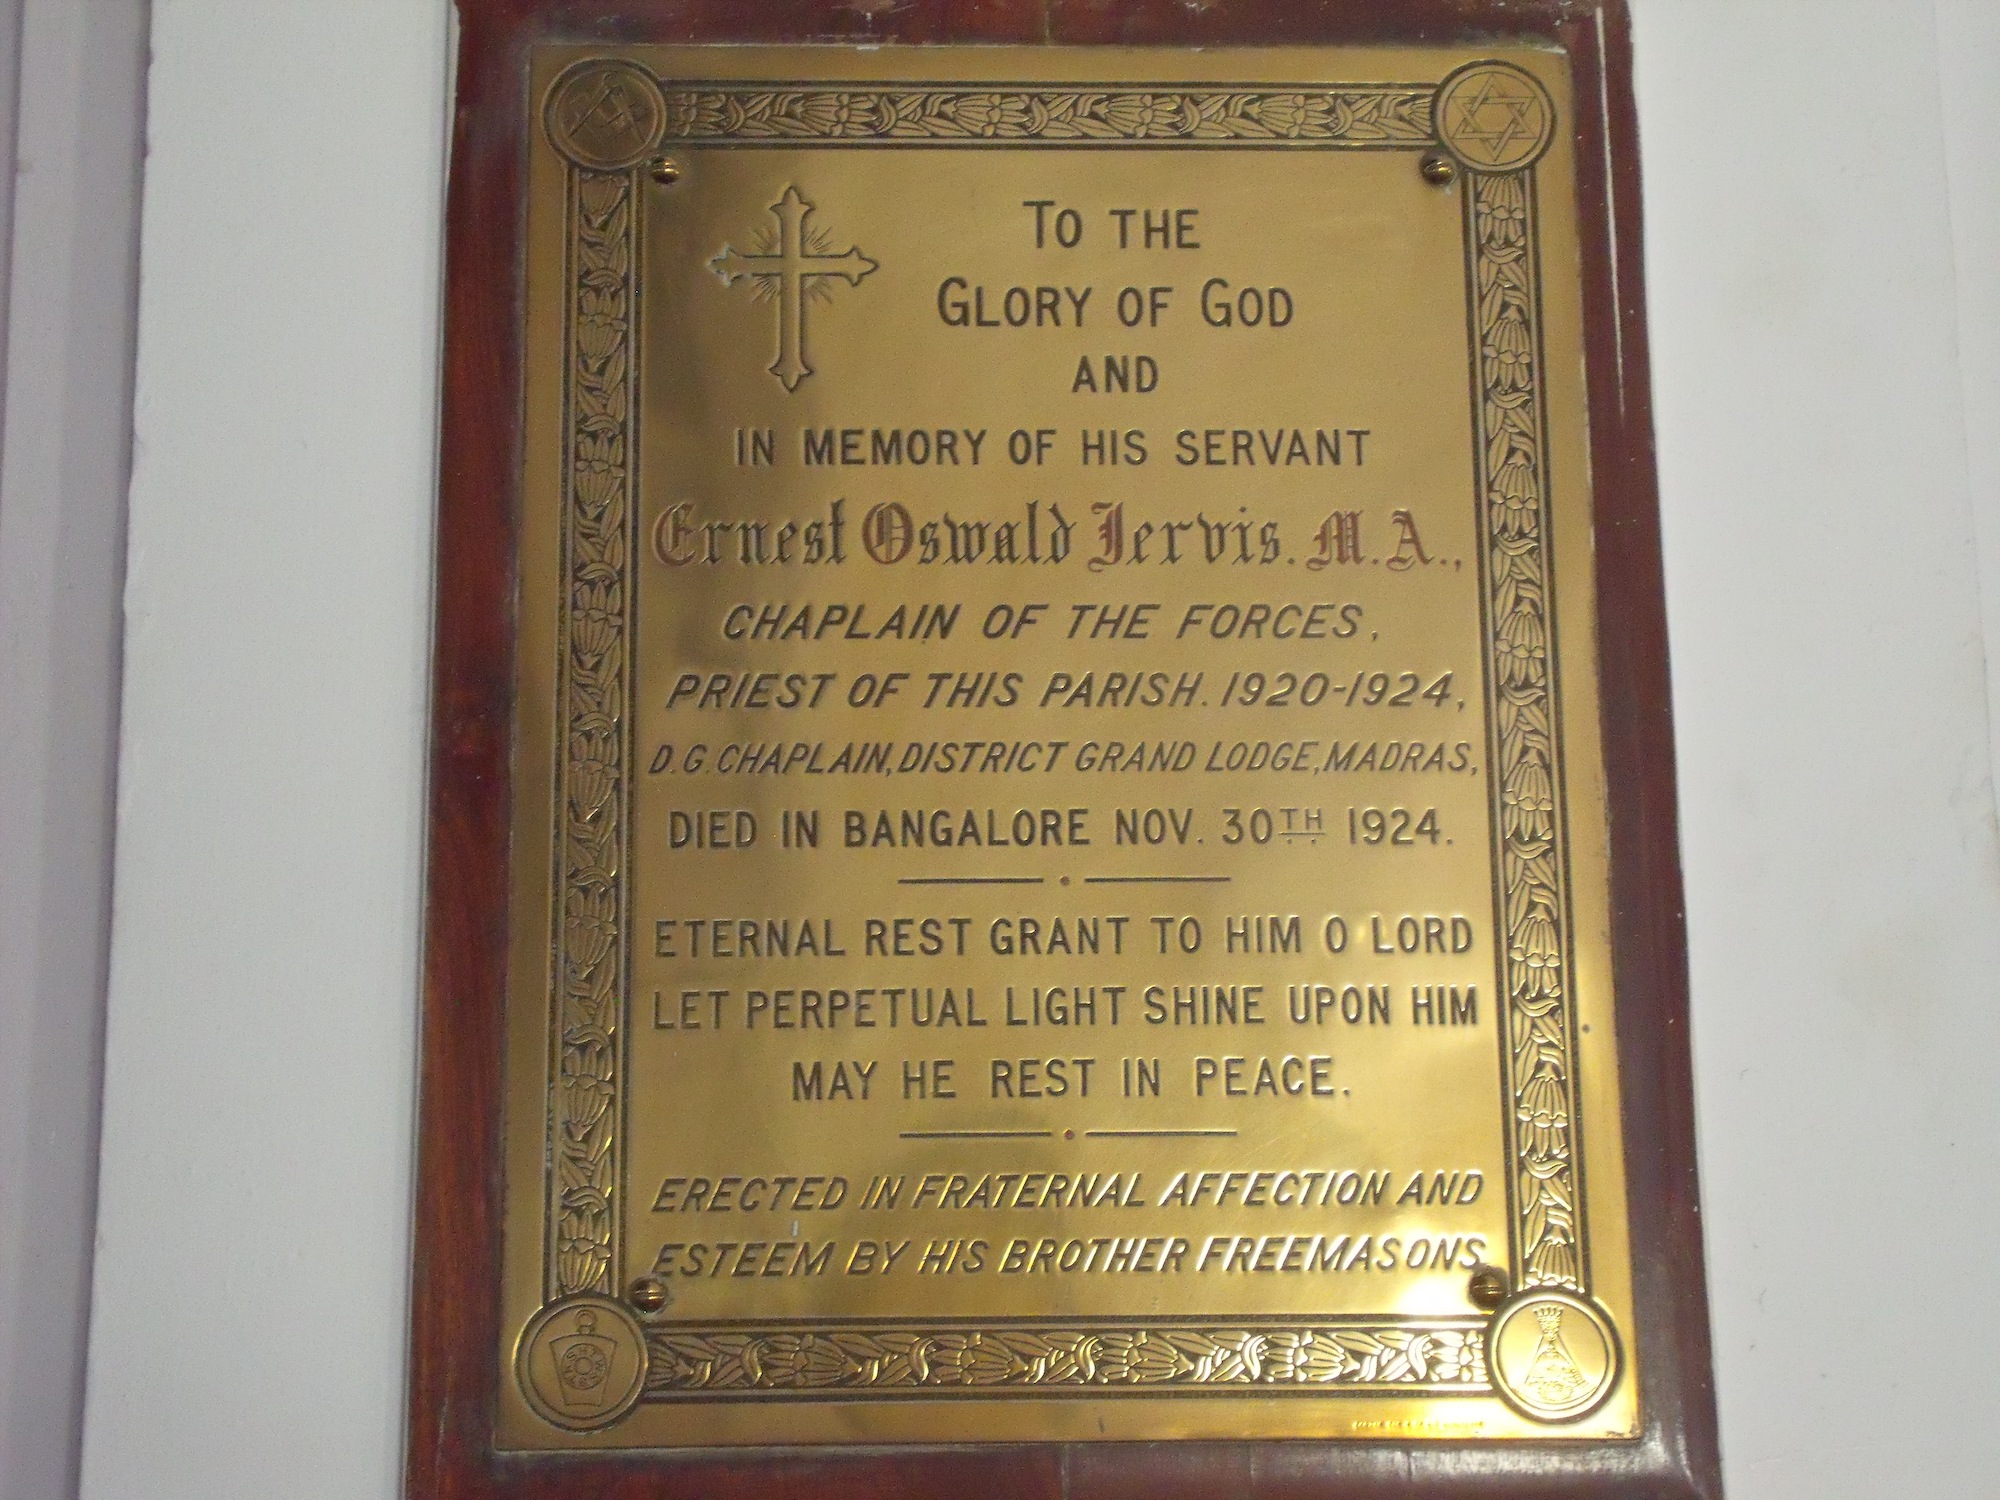 TO THE
GLORY OF GOD
AND
IN MEMORY OF HIS SERVANT
Ernest Oswald Jervis. M.A.,
CHAPLAIN OF THE FORCES,
PRIEST OF THIS PARISH. 1920-1924,
D.G. CHAPLAIN, DISTRICT GRAND LODGE, MADRAS,
DIED IN BANGALORE NOV. 30TH 1924.
ETERNAL REST GRANT TO HIM O LORD
LET PERPETUAL LIGHT SHINE UPON HIM
MAY HE REST IN PEACE.
ERECTED IN FRATERNAL AFFECTION AND
ESTEEM BY HIS BROTHER FREEMASONS.